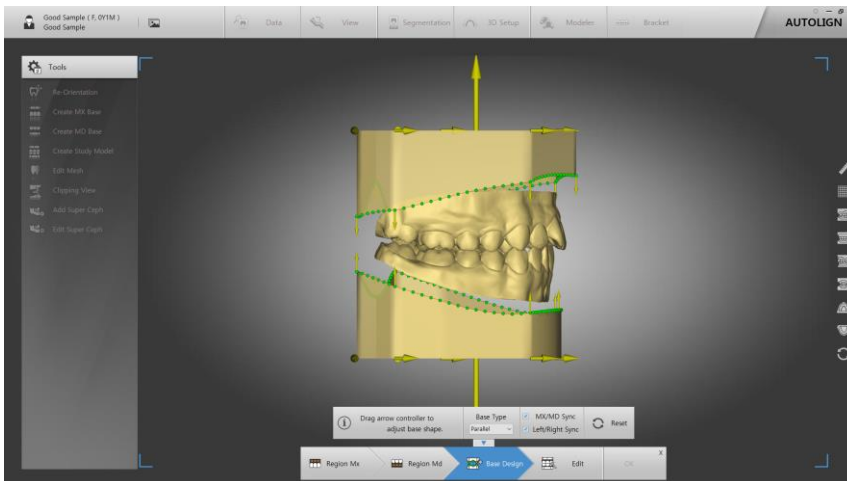 Good Sample ( F, 0Y1M )
Good Sample
Data
View
Segmentation
3D Setup
Modeler
Bracket
AUTOLIGN
Tools
Re-Orientation
Create MX Base
Create MD Base
Create Study Model
Edit Mesh
Clipping View
Add Super Ceph
Edit Super Ceph
Drag arrow controller to
adjust base shape.
Base Type
Parallel
MX/MD Sync
Left/Right Sync
Reset
X
Region Mx
Region Md
Base Design
Edit
OK